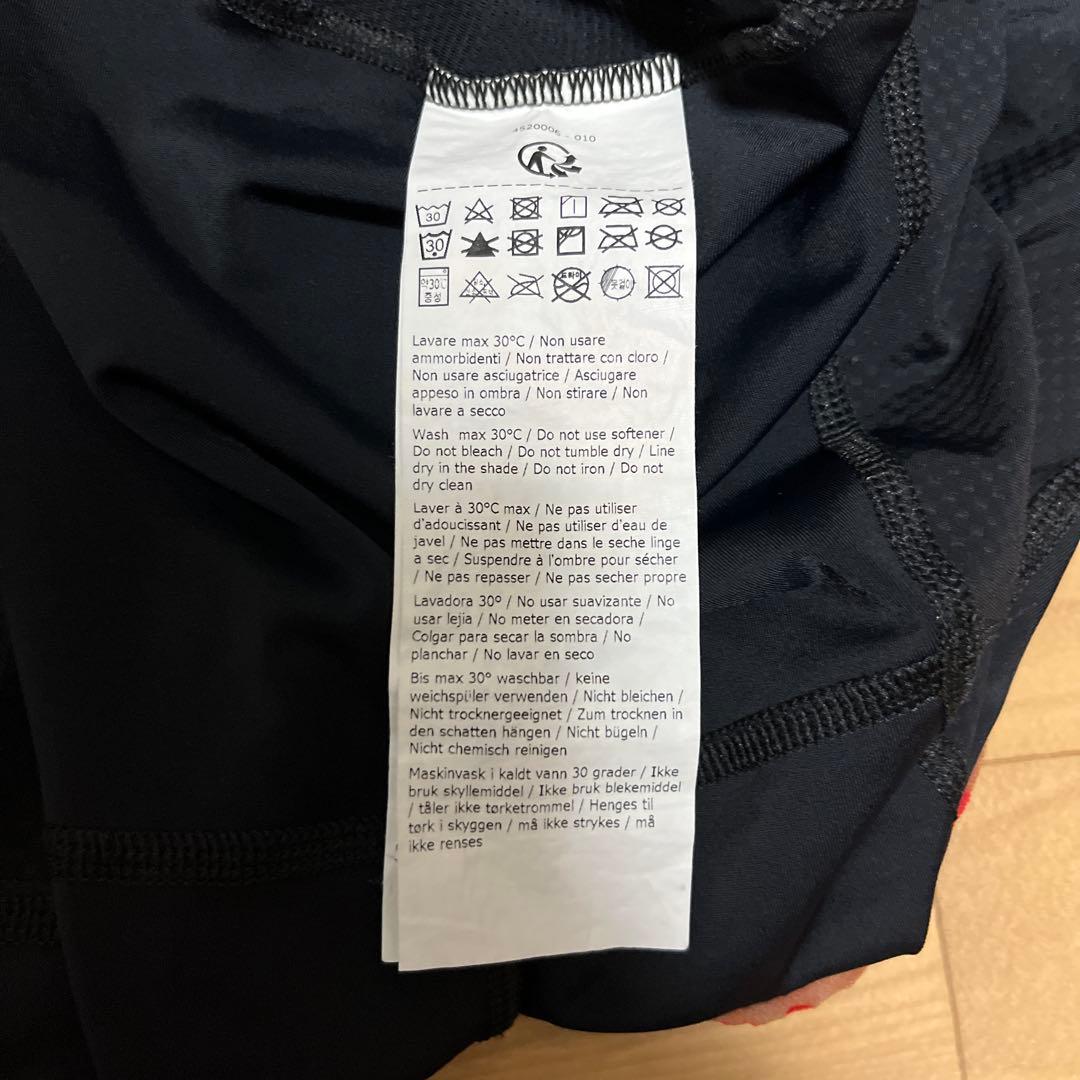 4520006 - 010
30
30
약30℃
중성
드라이
옷걸이
Lavare max 30°C / Non usare
ammorbidenti / Non trattare con cloro /
Non usare asciugatrice / Asciugare
appeso in ombra / Non stirare / Non
lavare a secco
Wash max 30°C / Do not use softener /
Do not bleach / Do not tumble dry / Line
dry in the shade / Do not iron / Do not
dry clean
Laver à 30°C max / Ne pas utiliser
d'adoucissant / Ne pas utiliser d'eau de
javel / Ne pas mettre dans le seche linge
a sec / Suspendre à l'ombre pour sécher
/ Ne pas repasser / Ne pas secher propre
Lavadora 30° / No usar suavizante / No
usar lejia / No meter en secadora /
Colgar para secar la sombra / No
planchar / No lavar en seco
Bis max 30° waschbar / keine
weichspüler verwenden / Nicht bleichen /
Nicht trocknergeeignet / Zum trocknen in
den schatten hängen / Nicht bügeln /
Nicht chemisch reinigen
Maskinvask i kaldt vann 30 grader / Ikke
bruk skyllemiddel / Ikke bruk blekemiddel
/ tåler ikke tørketrommel / Henges til
tørk i skyggen / må ikke strykes / må
ikke renses